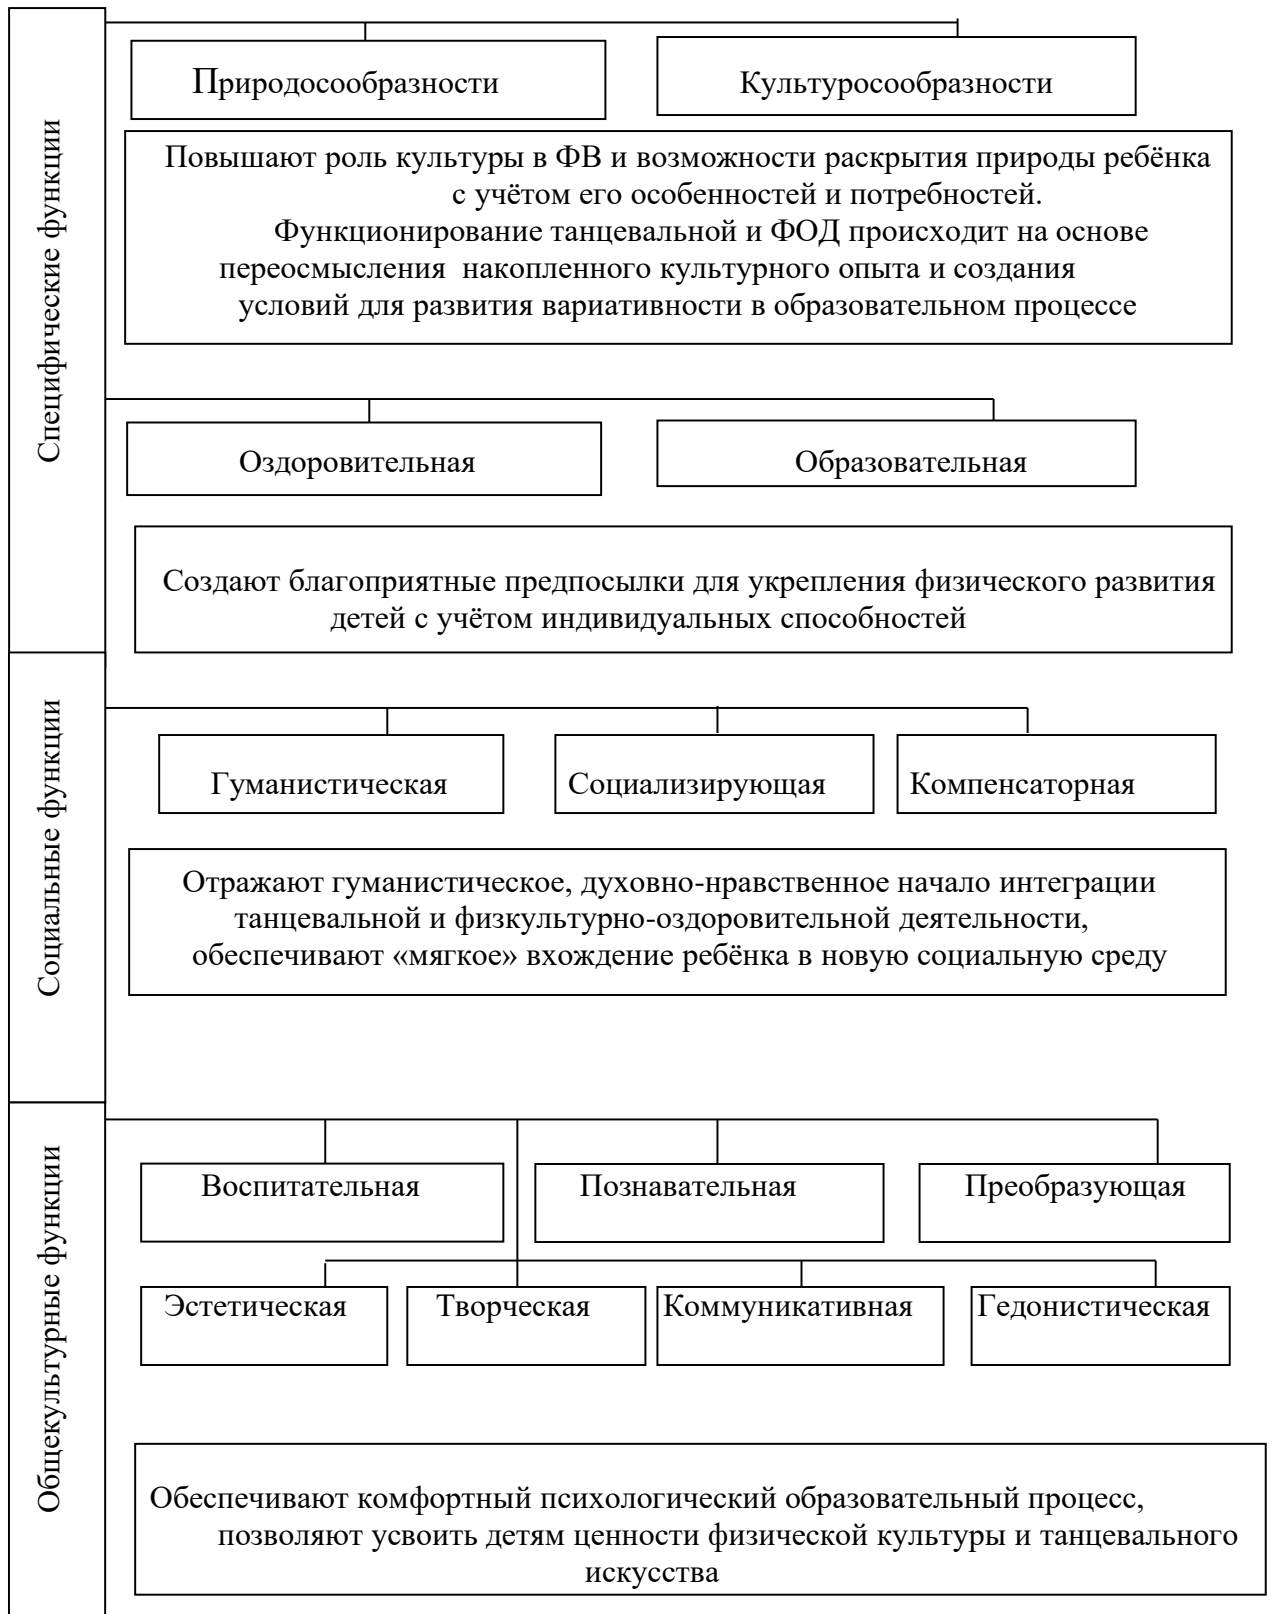 Специфические функции
Природосообразности
Культуросообразности
Повышают роль культуры в ФВ и возможности раскрытия природы ребёнка
с учётом его особенностей и потребностей.
Функционирование танцевальной и ФОД происходит на основе
переосмысления накопленного культурного опыта и создания
условий для развития вариативности в образовательном процессе
Оздоровительная
Образовательная
Создают благоприятные предпосылки для укрепления физического развития
детей с учётом индивидуальных способностей
Социальные функции
Гуманистическая
Социализирующая
Компенсаторная
Отражают гуманистическое, духовно-нравственное начало интеграции
танцевальной и физкультурно-оздоровительной деятельности,
обеспечивают «мягкое» вхождение ребёнка в новую социальную среду
Общекультурные функции
Воспитательная
Познавательная
Преобразующая
Эстетическая
Творческая
Коммуникативная
Гедонистическая
Обеспечивают комфортный психологический образовательный процесс,
позволяют усвоить детям ценности физической культуры и танцевального
искусства